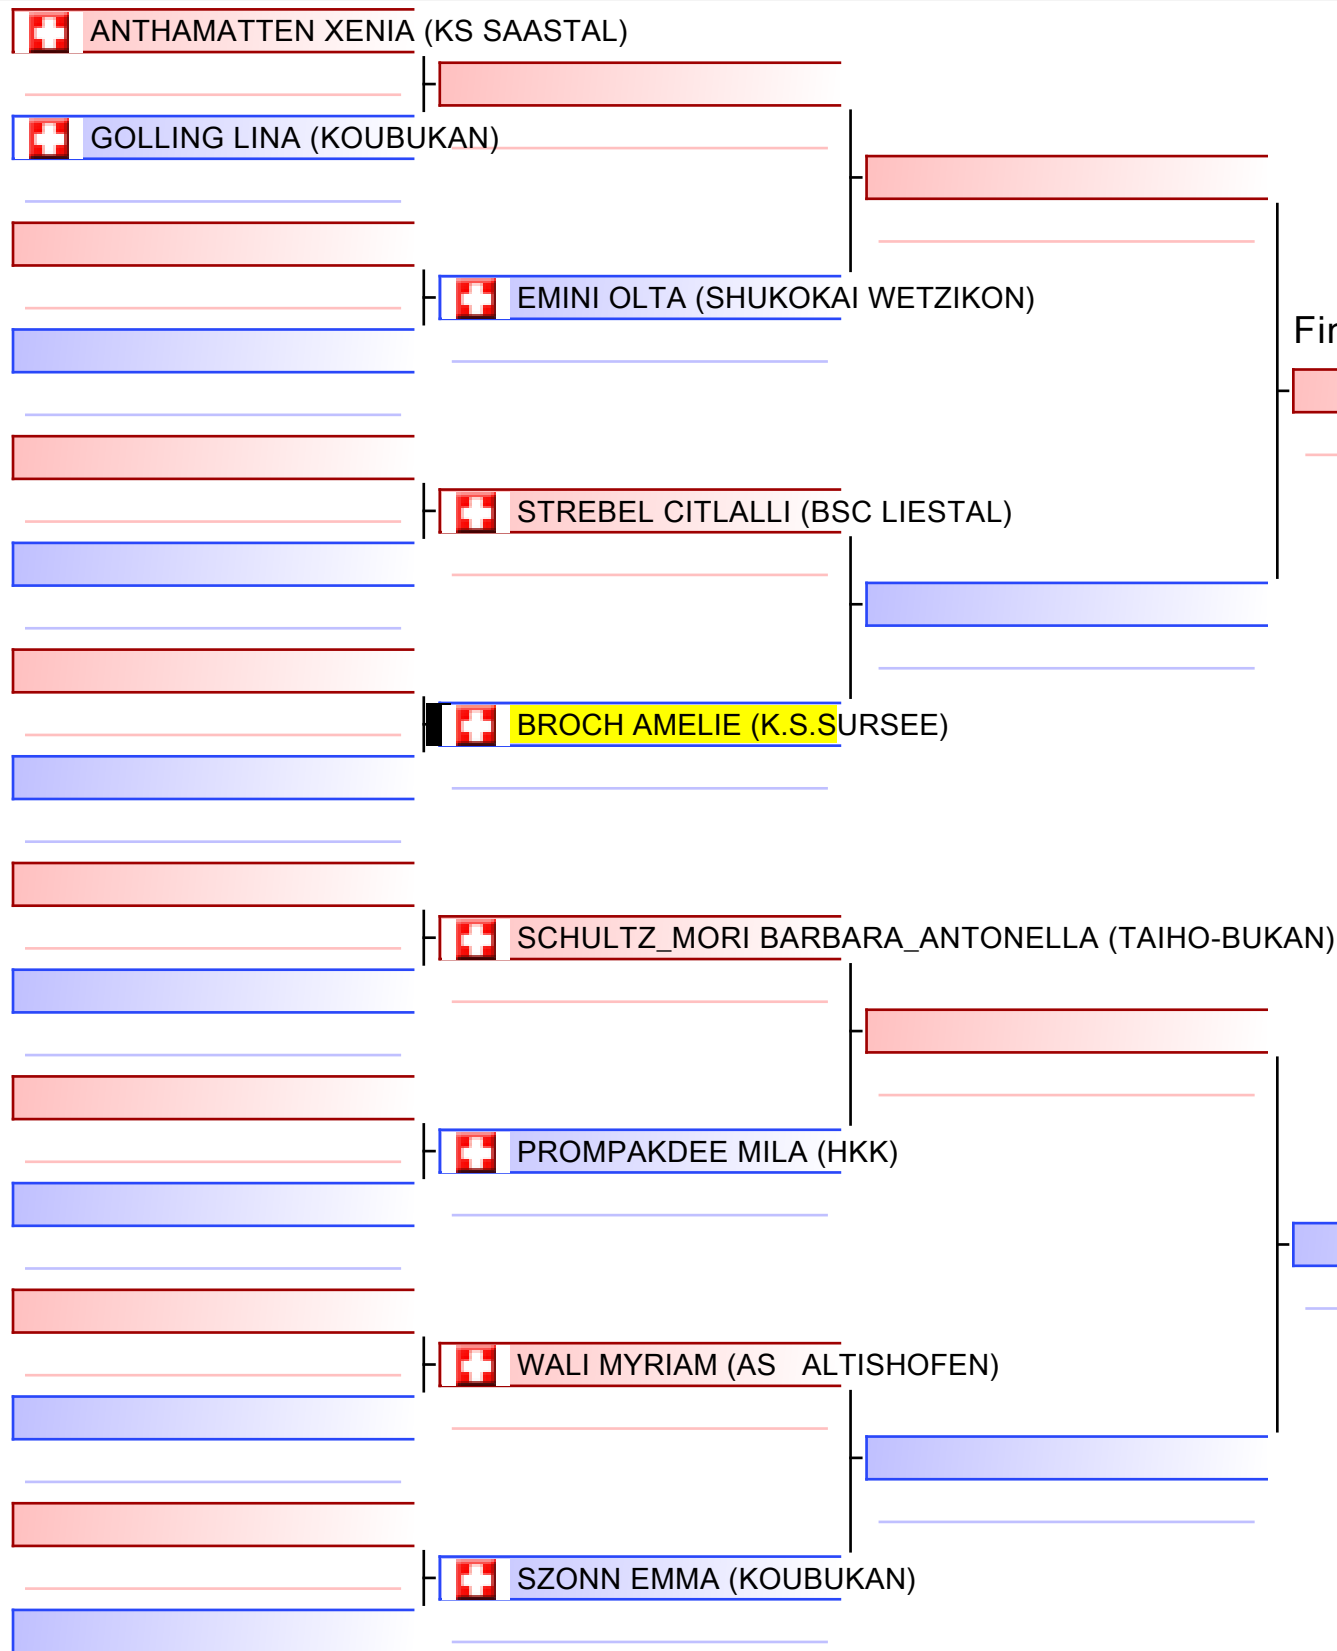 ANTHAMATTEN XENIA (KS SAASTAL)
GOLLING LINA (KOUBUKAN)
EMINI OLTA (SHUKOKAI WETZIKON)
STREBEL CITLALLI (BSC LIESTAL)
BROCH AMELIE (K.S.SURSEE)
SCHULTZ_MORI BARBARA_ANTONELLA (TAIHO-BUKAN)
PROMPAKDEE MILA (HKK)
WALI MYRIAM (AS ALTISHOFEN)
SZONN EMMA (KOUBUKAN)